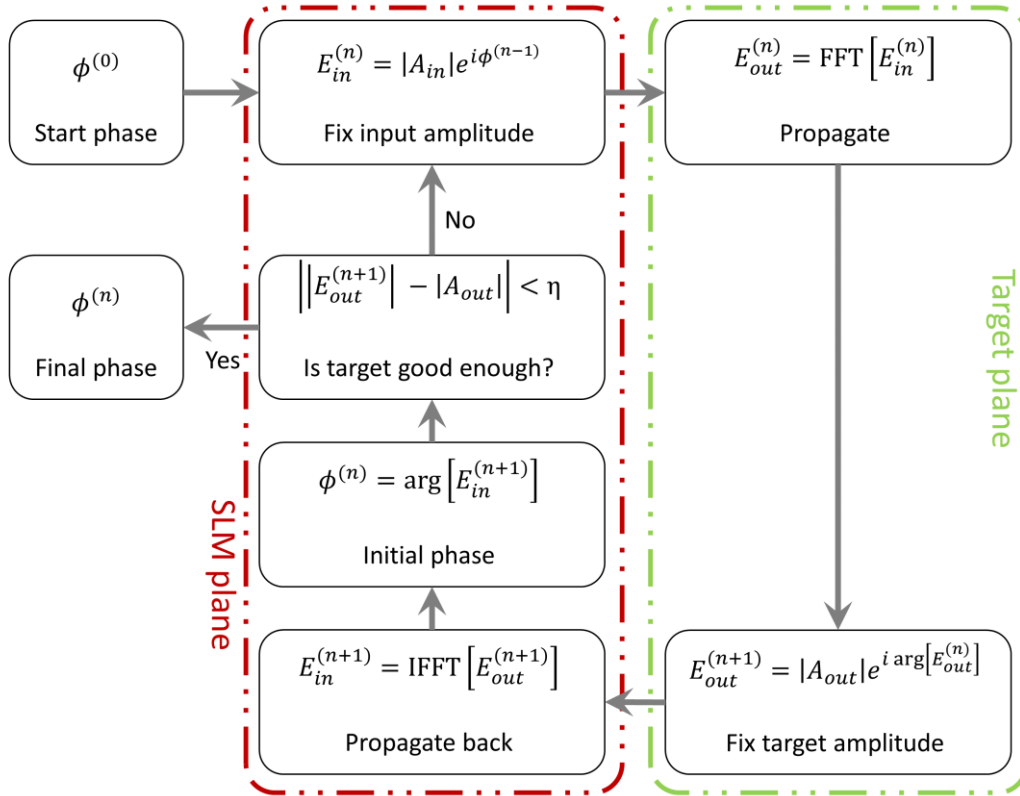 ϕ^(0)
Start phase
E_in^(n) = |A_in|e^{iϕ^(n−1)}
Fix input amplitude
E_out^(n) = FFT [E_in^(n)]
Propagate
No
ϕ^(n)
Final phase
Yes
||E_out^(n+1)| − |A_out|| < η
Is target good enough?
ϕ^(n) = arg [E_in^(n+1)]
Initial phase
E_in^(n+1) = IFFT [E_out^(n+1)]
Propagate back
E_out^(n+1) = |A_out|e^{i arg[E_out^(n)]}
Fix target amplitude
SLM plane
Target plane